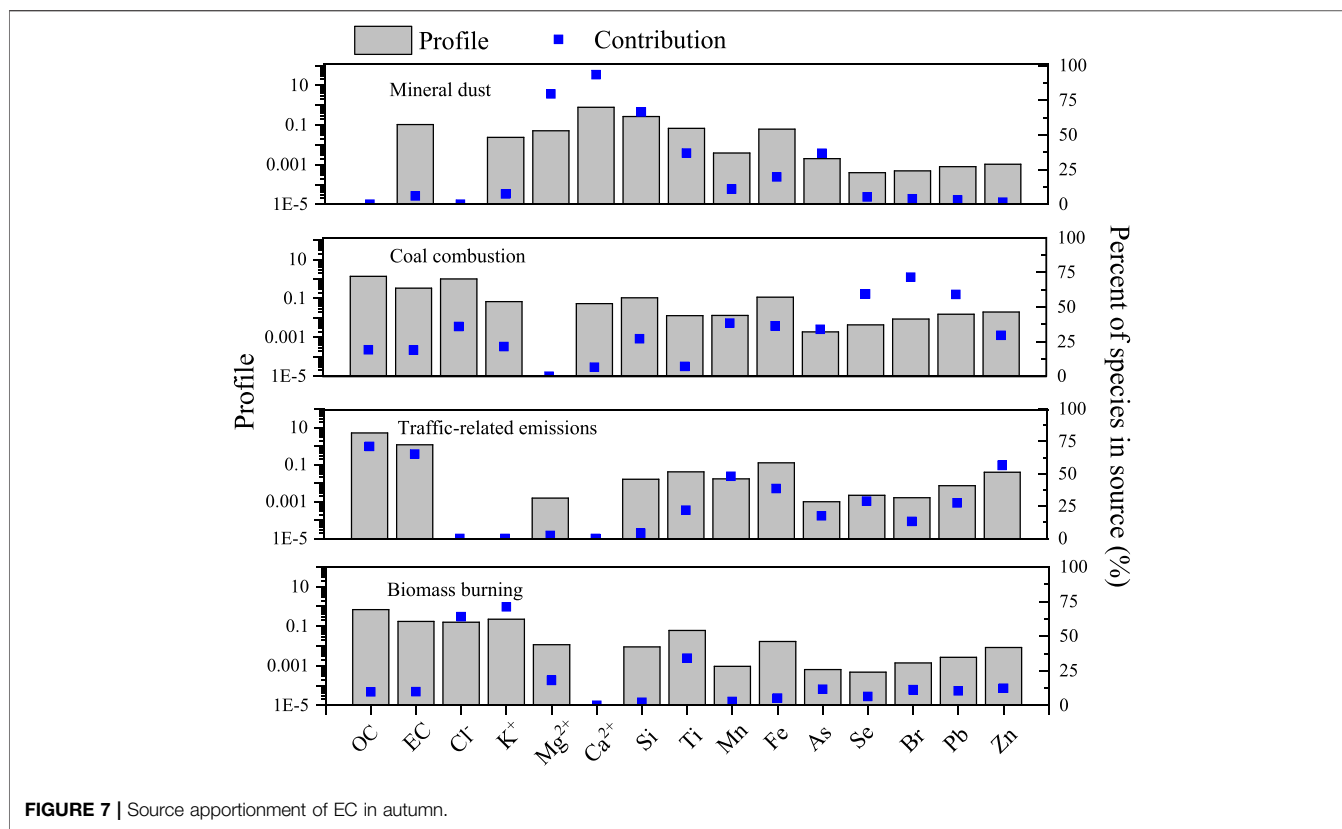 Profile Contribution
Mineral dust
10
0.1
0.001
1E-5
100
75
50
25
0
Coal combustion
10
0.1
0.001
1E-5
100
75
50
25
0
Traffic-related emissions
10
0.1
0.001
1E-5
100
75
50
25
0
Biomass burning
10
0.1
0.001
1E-5
100
75
50
25
0
Profile
Percent of species in source (%)
OC EC Cl⁻ K⁺ Mg²⁺ Ca²⁺ Si Ti Mn Fe As Se Br Pb Zn
FIGURE 7 | Source apportionment of EC in autumn.